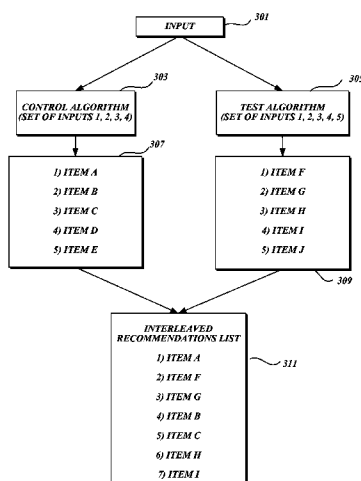 INPUT
301
303
CONTROL ALGORITHM
(SET OF INPUTS 1, 2, 3, 4)
305
TEST ALGORITHM
(SET OF INPUTS 1, 2, 3, 4, 5)
307
1) ITEM A
2) ITEM B
3) ITEM C
4) ITEM D
5) ITEM E
1) ITEM F
2) ITEM G
3) ITEM H
4) ITEM I
5) ITEM J
309
INTERLEAVED
RECOMMENDATIONS LIST
1) ITEM A
2) ITEM F
3) ITEM G
4) ITEM B
5) ITEM C
6) ITEM H
7) ITEM I
311